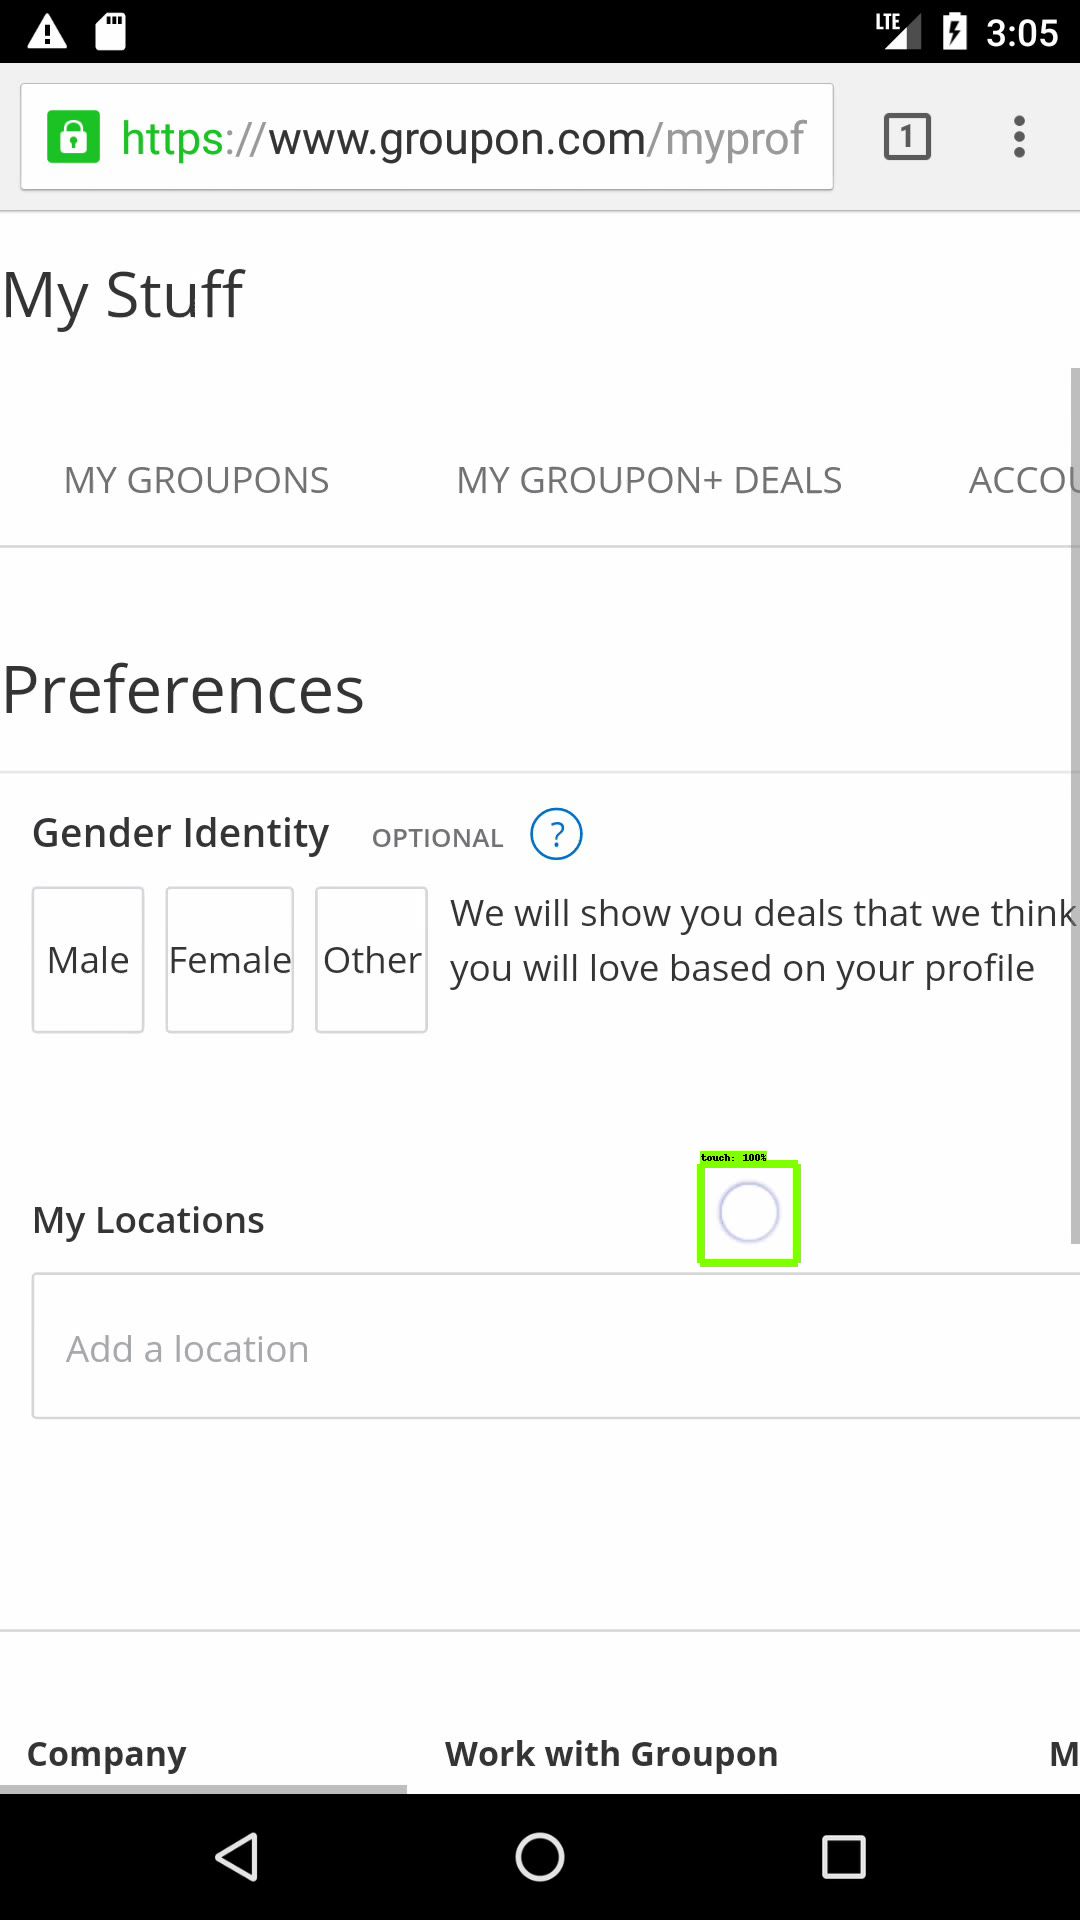 LTE 3:05
https://www.groupon.com/myprof 1
My Stuff
MY GROUPONS MY GROUPON+ DEALS ACCOU
Preferences
Gender Identity OPTIONAL ?
Male Female Other
We will show you deals that we think
you will love based on your profile
touch: 100%
My Locations
Add a location
Company Work with Groupon M